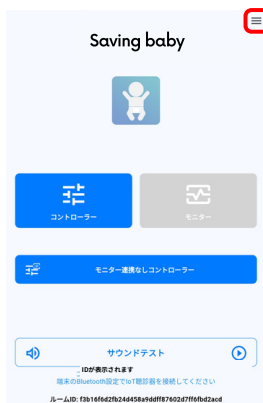 Saving baby
コントローラー
モニター
モニター連携なしコントローラー
サウンドテスト
IDが表示されます
端末のBluetooth設定でIoT聴診器を接続してください
ルームID: f3b16f6d2fb24d458a9ddff87602d7ff6fbd2acd